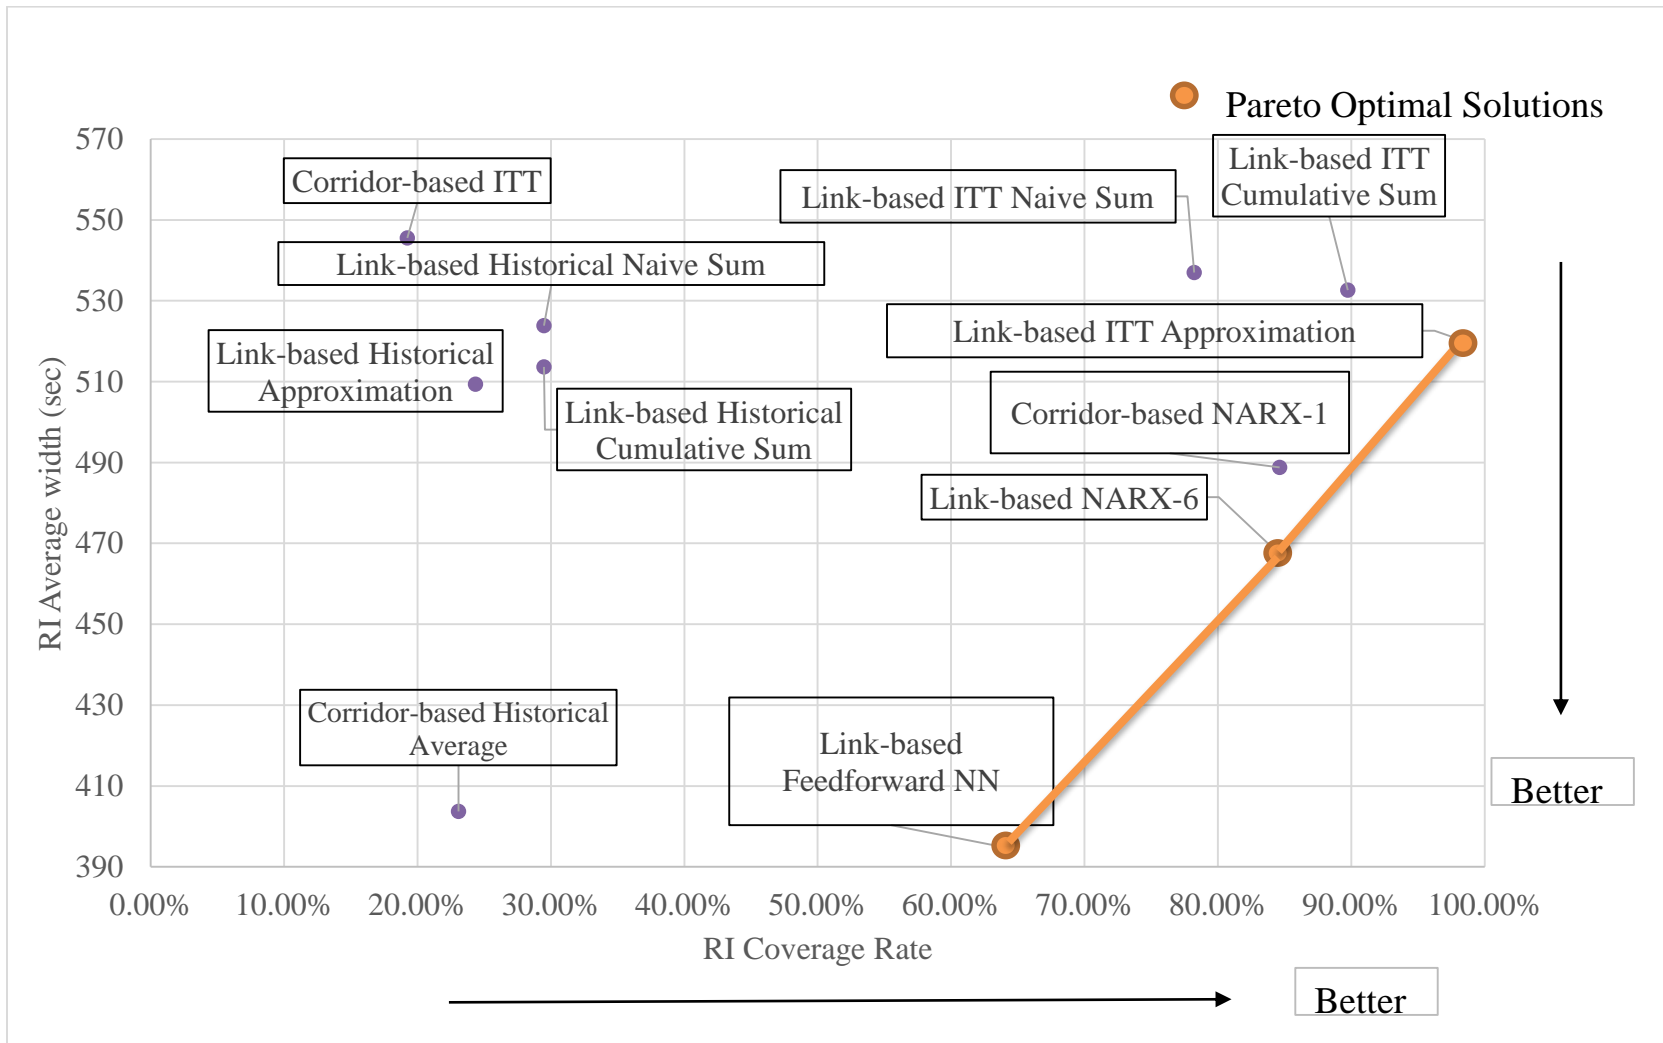 Pareto Optimal Solutions
570
550
530
510
490
470
450
430
410
390
RI Average width (sec)
Corridor-based ITT
Link-based ITT Naive Sum
Link-based ITT
Cumulative Sum
Link-based Historical Naive Sum
Link-based ITT Approximation
Link-based Historical
Approximation
Link-based Historical
Cumulative Sum
Corridor-based NARX-1
Link-based NARX-6
Corridor-based Historical
Average
Link-based
Feedforward NN
Better
0.00% 10.00% 20.00% 30.00% 40.00% 50.00% 60.00% 70.00% 80.00% 90.00% 100.00%
RI Coverage Rate
Better